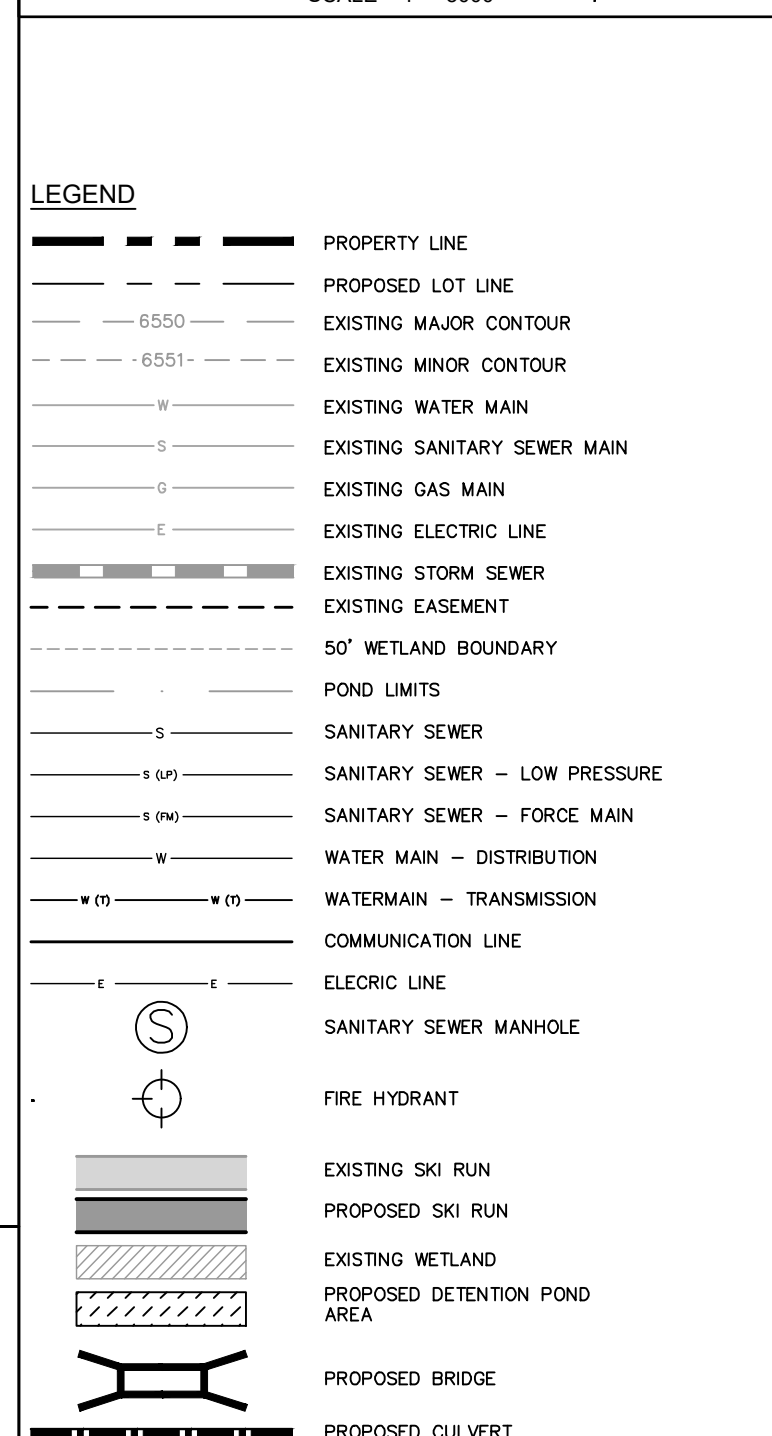 LEGEND
PROPERTY LINE
PROPOSED LOT LINE
6550 EXISTING MAJOR CONTOUR
6551 EXISTING MINOR CONTOUR
W EXISTING WATER MAIN
S EXISTING SANITARY SEWER MAIN
G EXISTING GAS MAIN
E EXISTING ELECTRIC LINE
EXISTING STORM SEWER
EXISTING EASEMENT
50' WETLAND BOUNDARY
POND LIMITS
S SANITARY SEWER
S (LP) SANITARY SEWER – LOW PRESSURE
S (FM) SANITARY SEWER – FORCE MAIN
W WATER MAIN – DISTRIBUTION
W (T) W (T) WATERMAIN – TRANSMISSION
COMMUNICATION LINE
E E ELECRIC LINE
S SANITARY SEWER MANHOLE
FIRE HYDRANT
EXISTING SKI RUN
PROPOSED SKI RUN
EXISTING WETLAND
PROPOSED DETENTION POND
AREA
PROPOSED BRIDGE
PROPOSED CULVERT